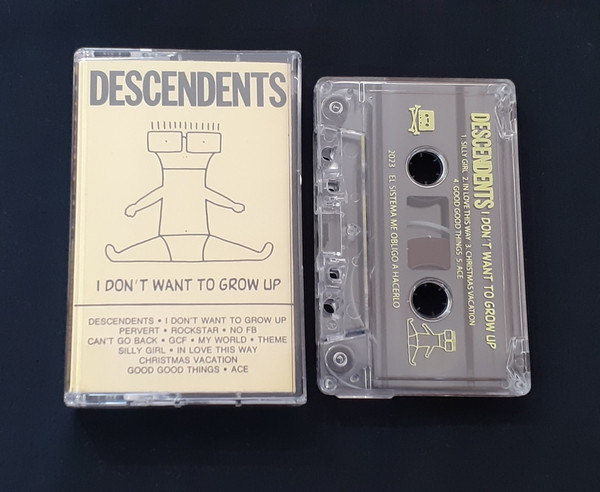 DESCENDENTS
I DON'T WANT TO GROW UP
DESCENDENTS • I DON'T WANT TO GROW UP
PERVERT • ROCKSTAR • NO FB
CAN'T GO BACK • GCF • MY WORLD • THEME
SILLY GIRL • IN LOVE THIS WAY
CHRISTMAS VACATION
GOOD GOOD THINGS • ACE
DESCENDENTS I DON'T WANT TO GROW UP
1. SILLY GIRL 2. IN LOVE THIS WAY 3. CHRISTMAS VACATION
4 GOOD GOOD THINGS 5. ACE
2023 EL SISTEMA ME OBLIGO A HACERLO